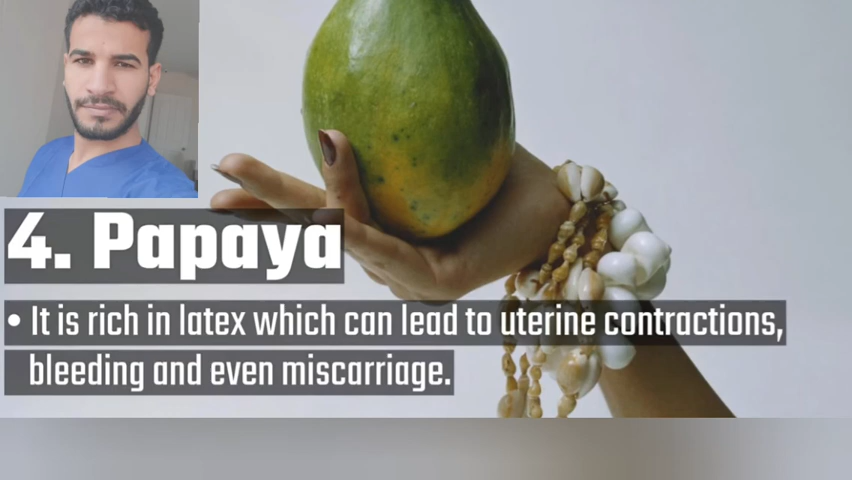 4. Papaya
• It is rich in latex which can lead to uterine contractions,
bleeding and even miscarriage.